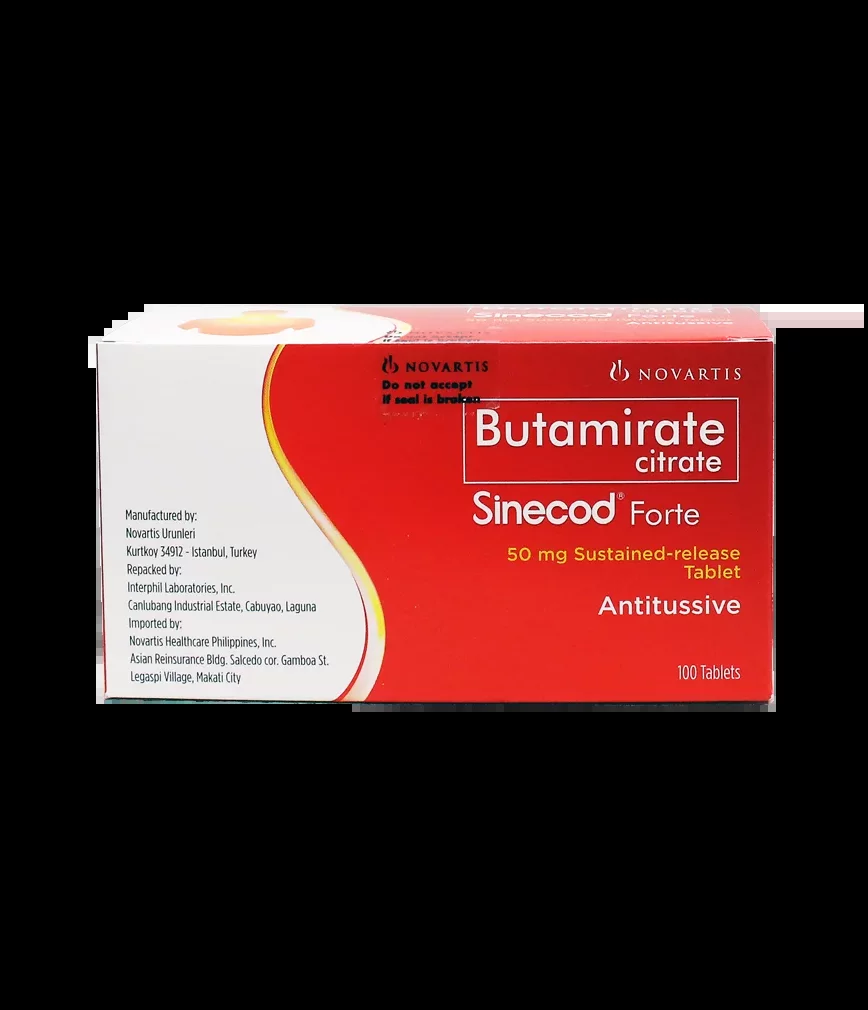 Sinecod® Forte
Antitussive
NOVARTIS
Do not accept
if seal is broken
NOVARTIS
Butamirate
citrate
Sinecod® Forte
50 mg Sustained-release
Tablet
Antitussive
100 Tablets
Manufactured by:
Novartis Urunleri
Kurtkoy 34912 - Istanbul, Turkey
Repacked by:
Interphil Laboratories, Inc.
Canlubang Industrial Estate, Cabuyao, Laguna
Imported by:
Novartis Healthcare Philippines, Inc.
Asian Reinsurance Bldg. Salcedo cor. Gamboa St.
Legaspi Village, Makati City